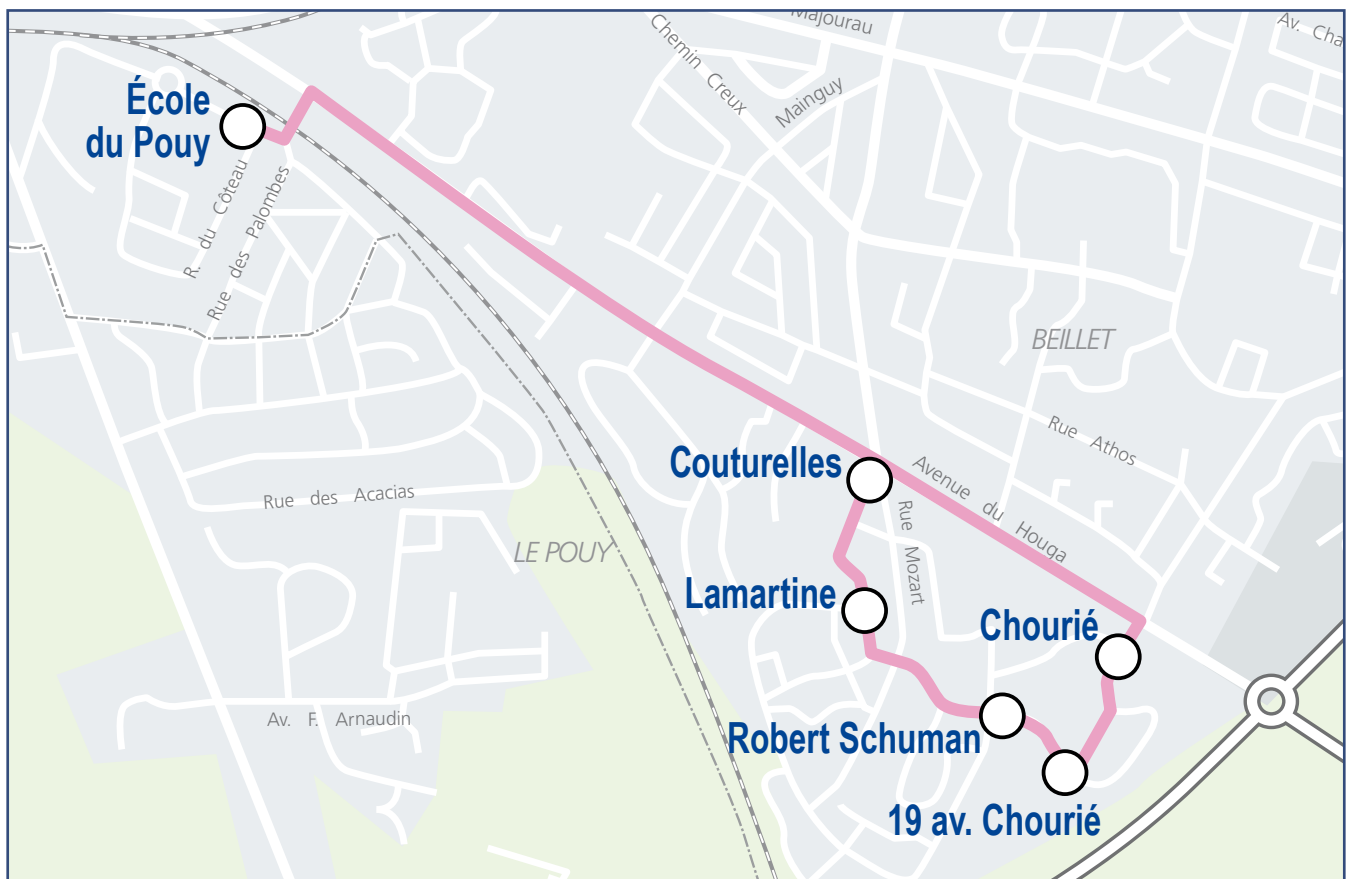 Majourau
Av. Cha
Chemin Creux
Mainguy
École
du Pouy
R. du Côteau
Rue des Palombes
BEILLET
Rue Athos
Couturelles
Avenue du Houga
Rue des Acacias
Rue Mozart
LE POUY
Lamartine
Chourié
Av. F. Arnaudin
Robert Schuman
19 av. Chourié